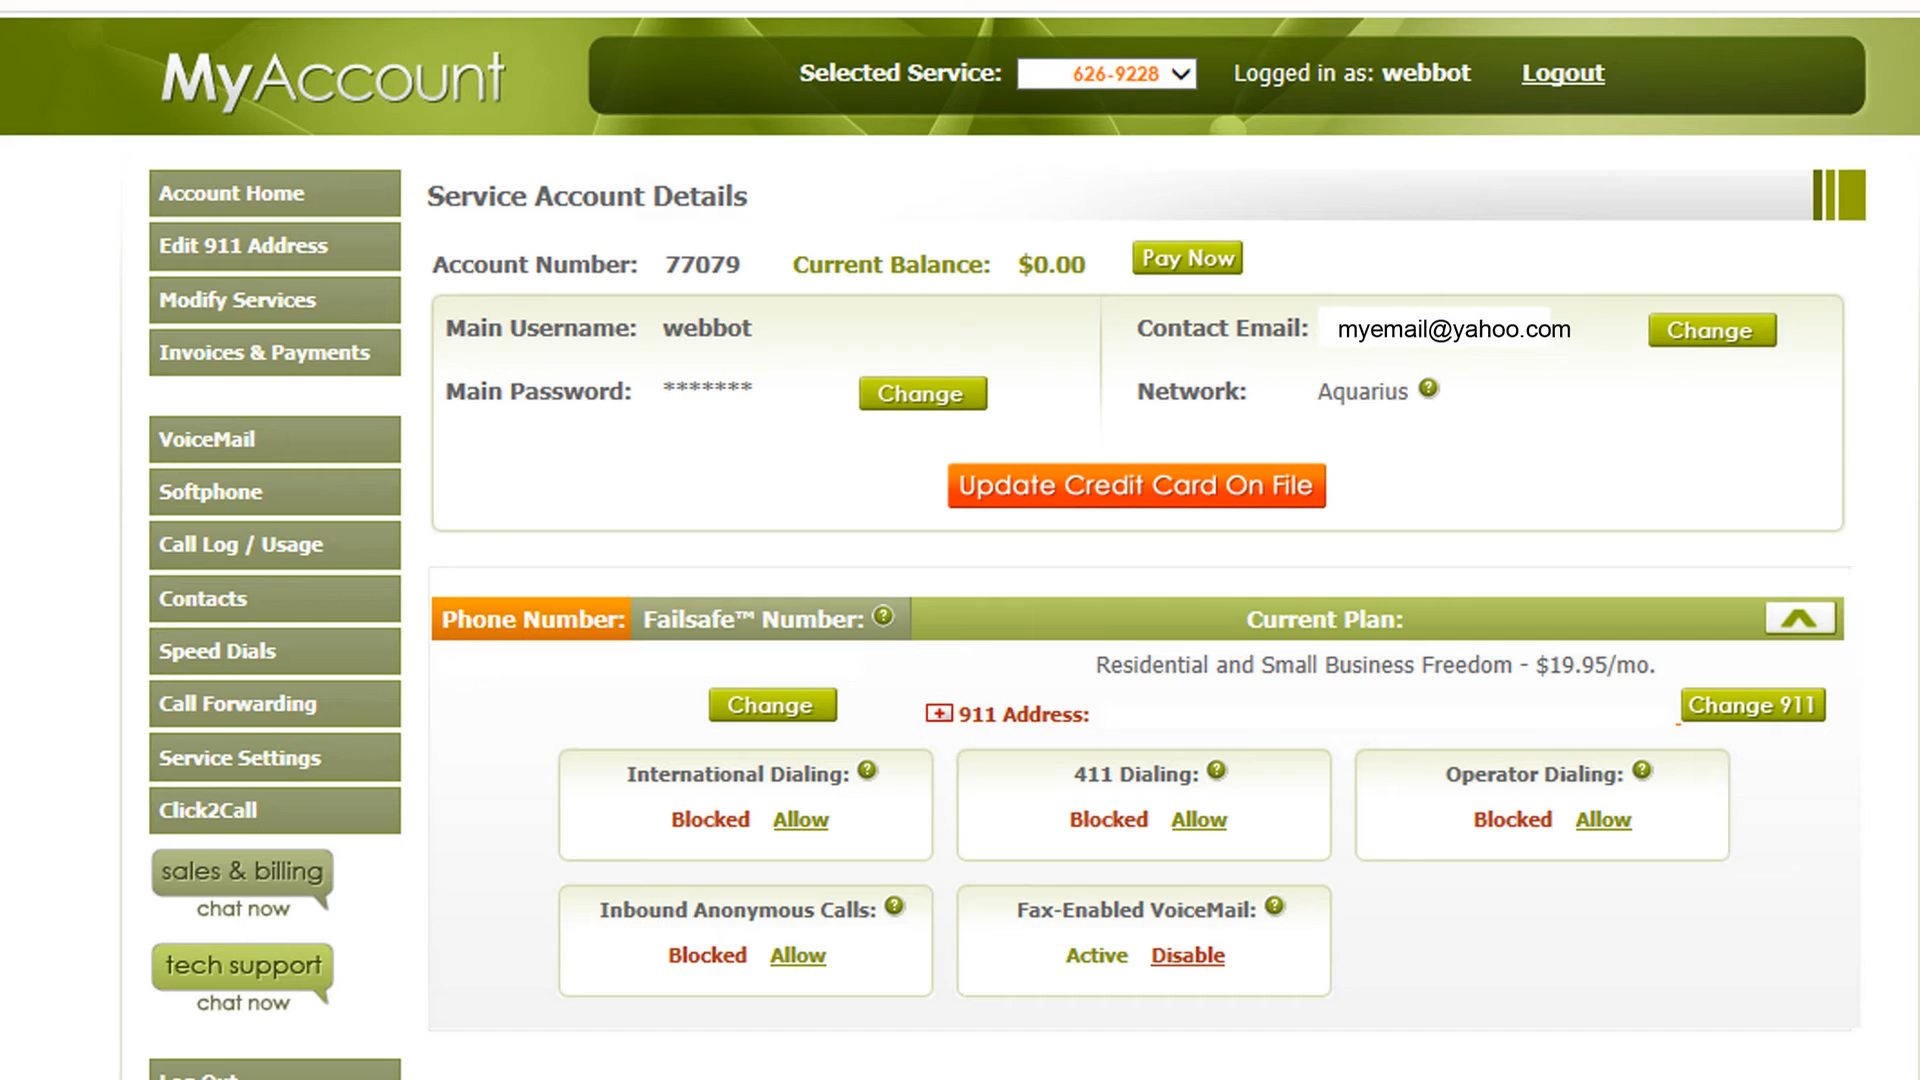 MyAccount
Selected Service: 626-9228 Logged in as: webbot Logout
Account Home
Edit 911 Address
Modify Services
Invoices & Payments
VoiceMail
Softphone
Call Log / Usage
Contacts
Speed Dials
Call Forwarding
Service Settings
Click2Call
sales & billing
chat now
tech support
chat now
Log Out
Service Account Details
Account Number: 77079 Current Balance: $0.00 Pay Now
Main Username: webbot
Main Password: ******* Change
Contact Email: myemail@yahoo.com Change
Network: Aquarius ?
Update Credit Card On File
Phone Number: Failsafe™ Number: ? Current Plan:
Residential and Small Business Freedom - $19.95/mo.
Change 911 Address: Change 911
International Dialing: ?
Blocked Allow
411 Dialing: ?
Blocked Allow
Operator Dialing: ?
Blocked Allow
Inbound Anonymous Calls: ?
Blocked Allow
Fax-Enabled VoiceMail: ?
Active Disable